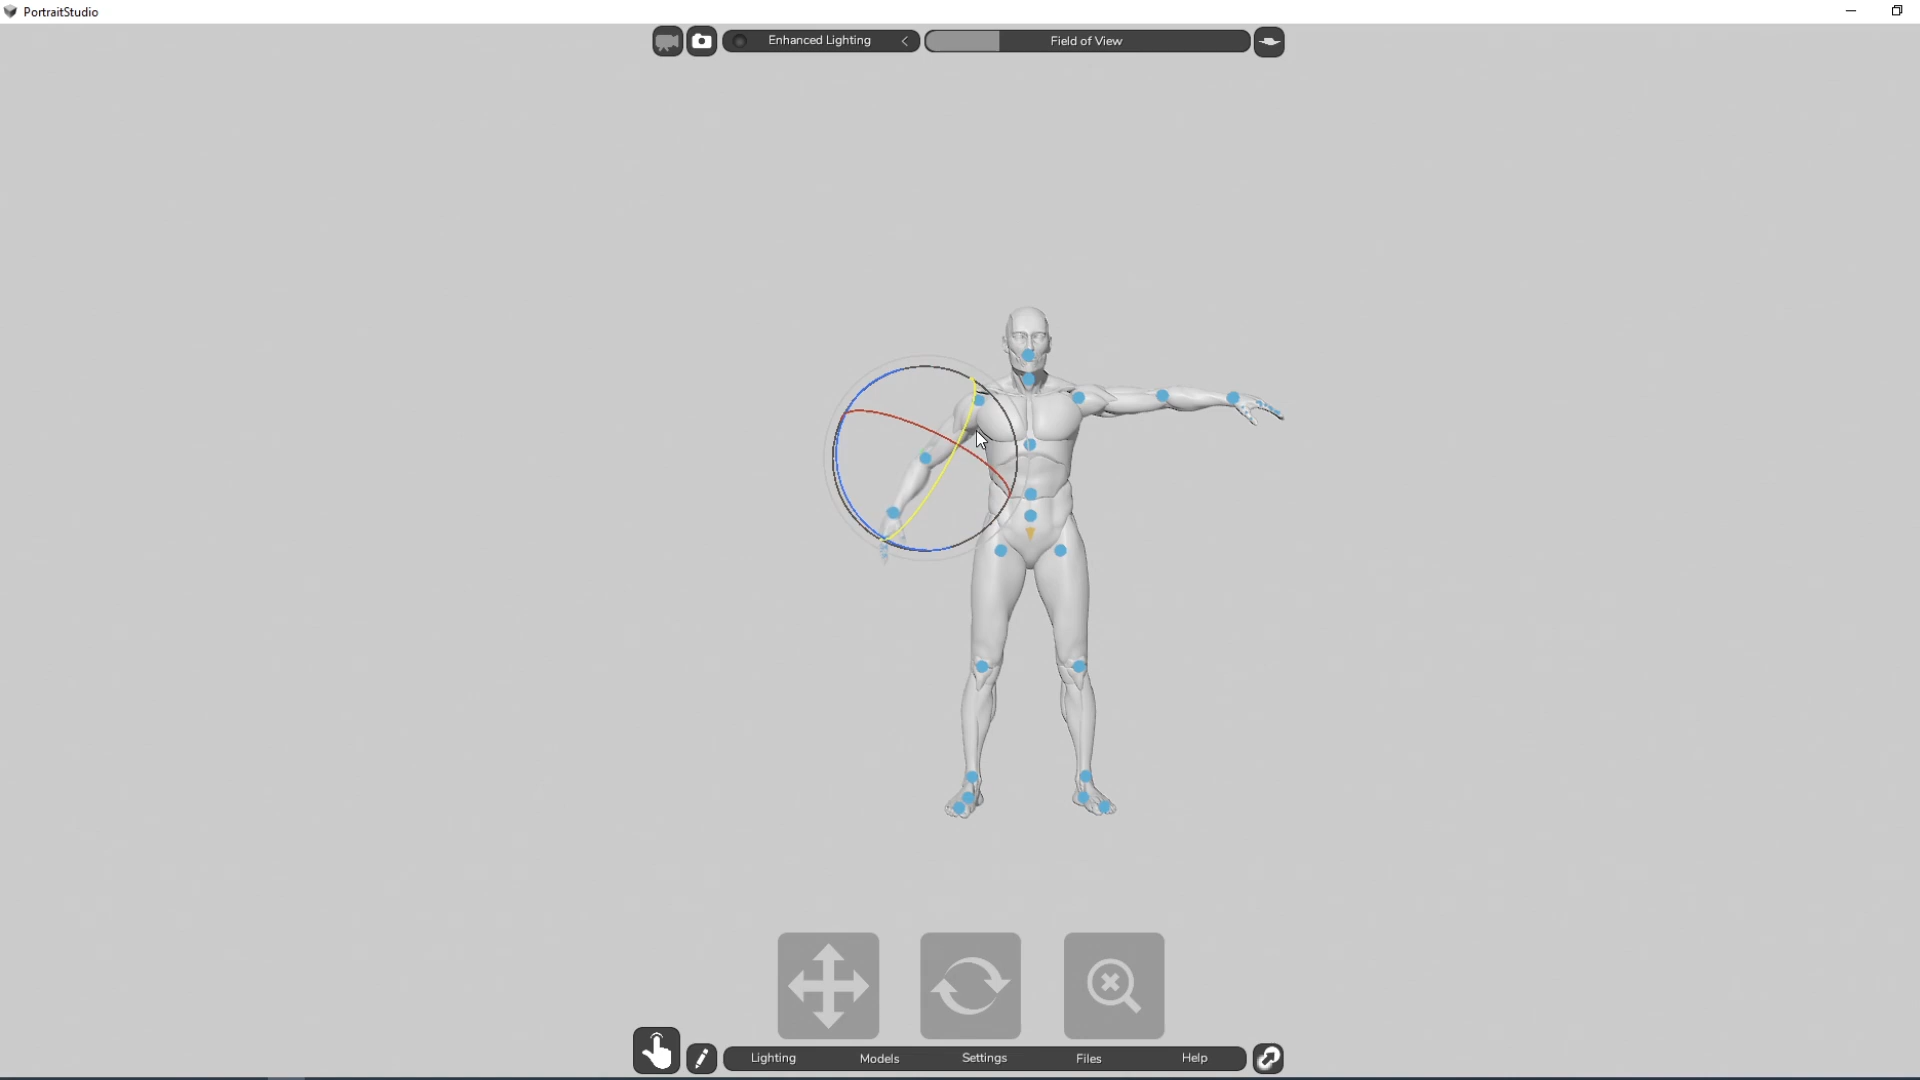 PortraitStudio
Enhanced Lighting
Field of View
Lighting
Models
Settings
Files
Help